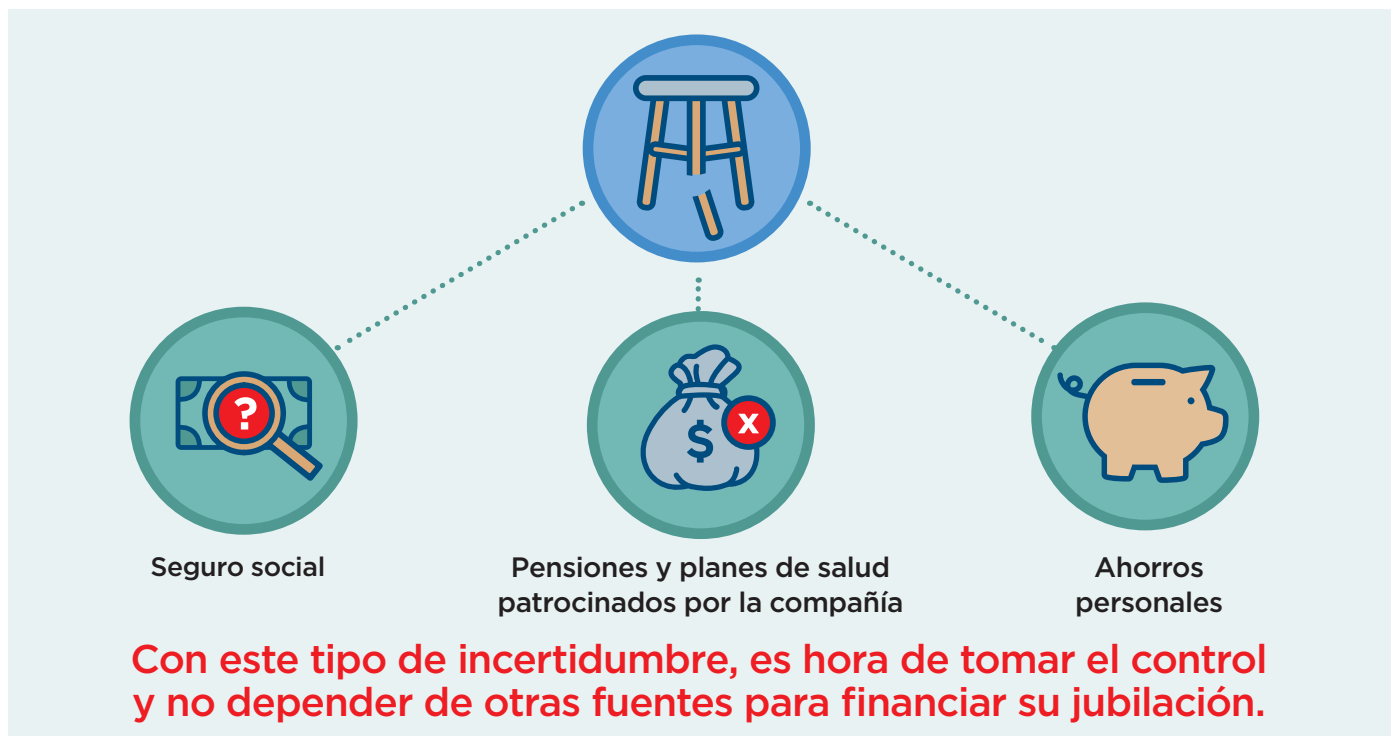 ?
$
x
Seguro social
Pensiones y planes de salud
patrocinados por la compañía
Ahorros
personales
Con este tipo de incertidumbre, es hora de tomar el control
y no depender de otras fuentes para financiar su jubilación.